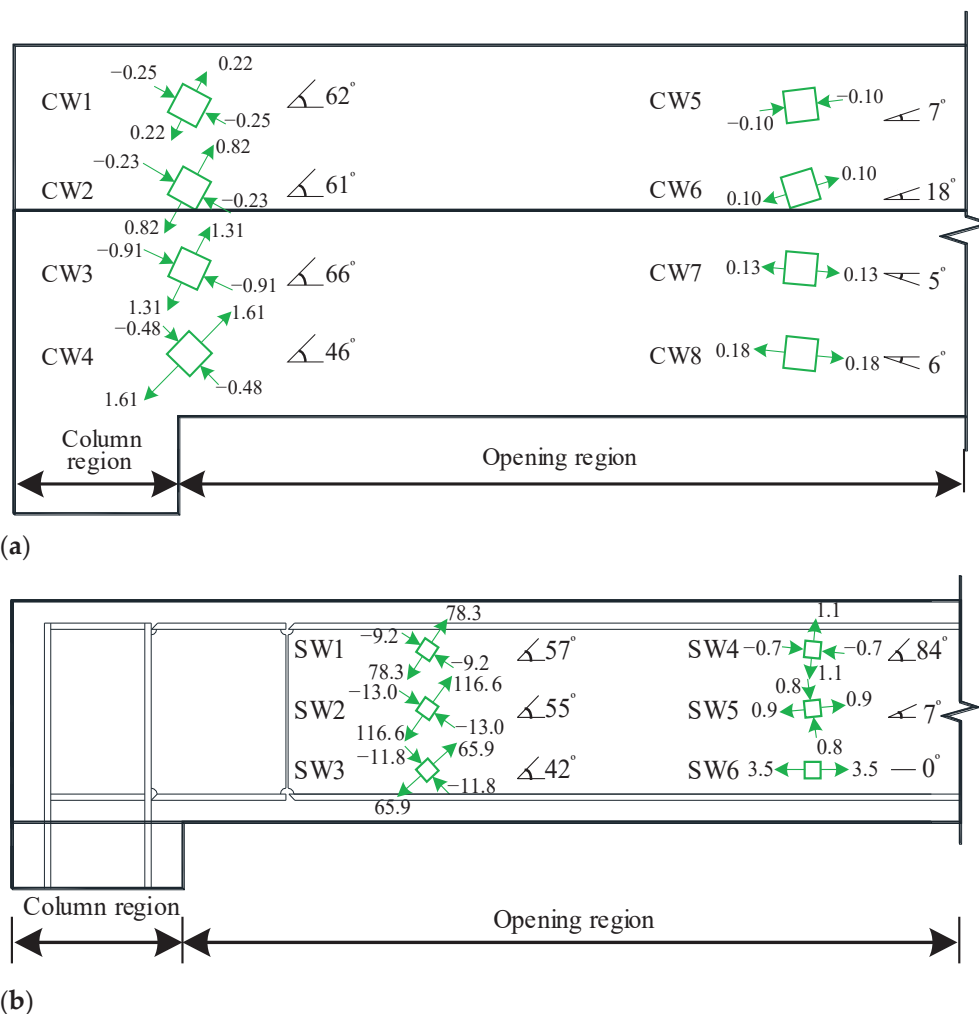 0.22
−0.25
CW1
62°
−0.25
0.22
CW5
−0.10
−0.10
7°
0.82
−0.23
CW2
61°
−0.23
0.82
CW6
0.10
0.10
18°
1.31
−0.91
CW3
66°
−0.91
1.31
CW7
0.13
0.13
5°
1.61
−0.48
CW4
46°
−0.48
1.61
CW8
0.18
0.18
6°
Column
region
Opening region
(a)
78.3
−9.2
SW1
57°
−9.2
78.3
1.1
SW4
−0.7
−0.7
84°
1.1
116.6
−13.0
SW2
55°
−13.0
116.6
0.8
SW5
0.9
0.9
7°
0.8
65.9
−11.8
SW3
42°
−11.8
65.9
SW6
3.5
3.5
0°
Column region
Opening region
(b)